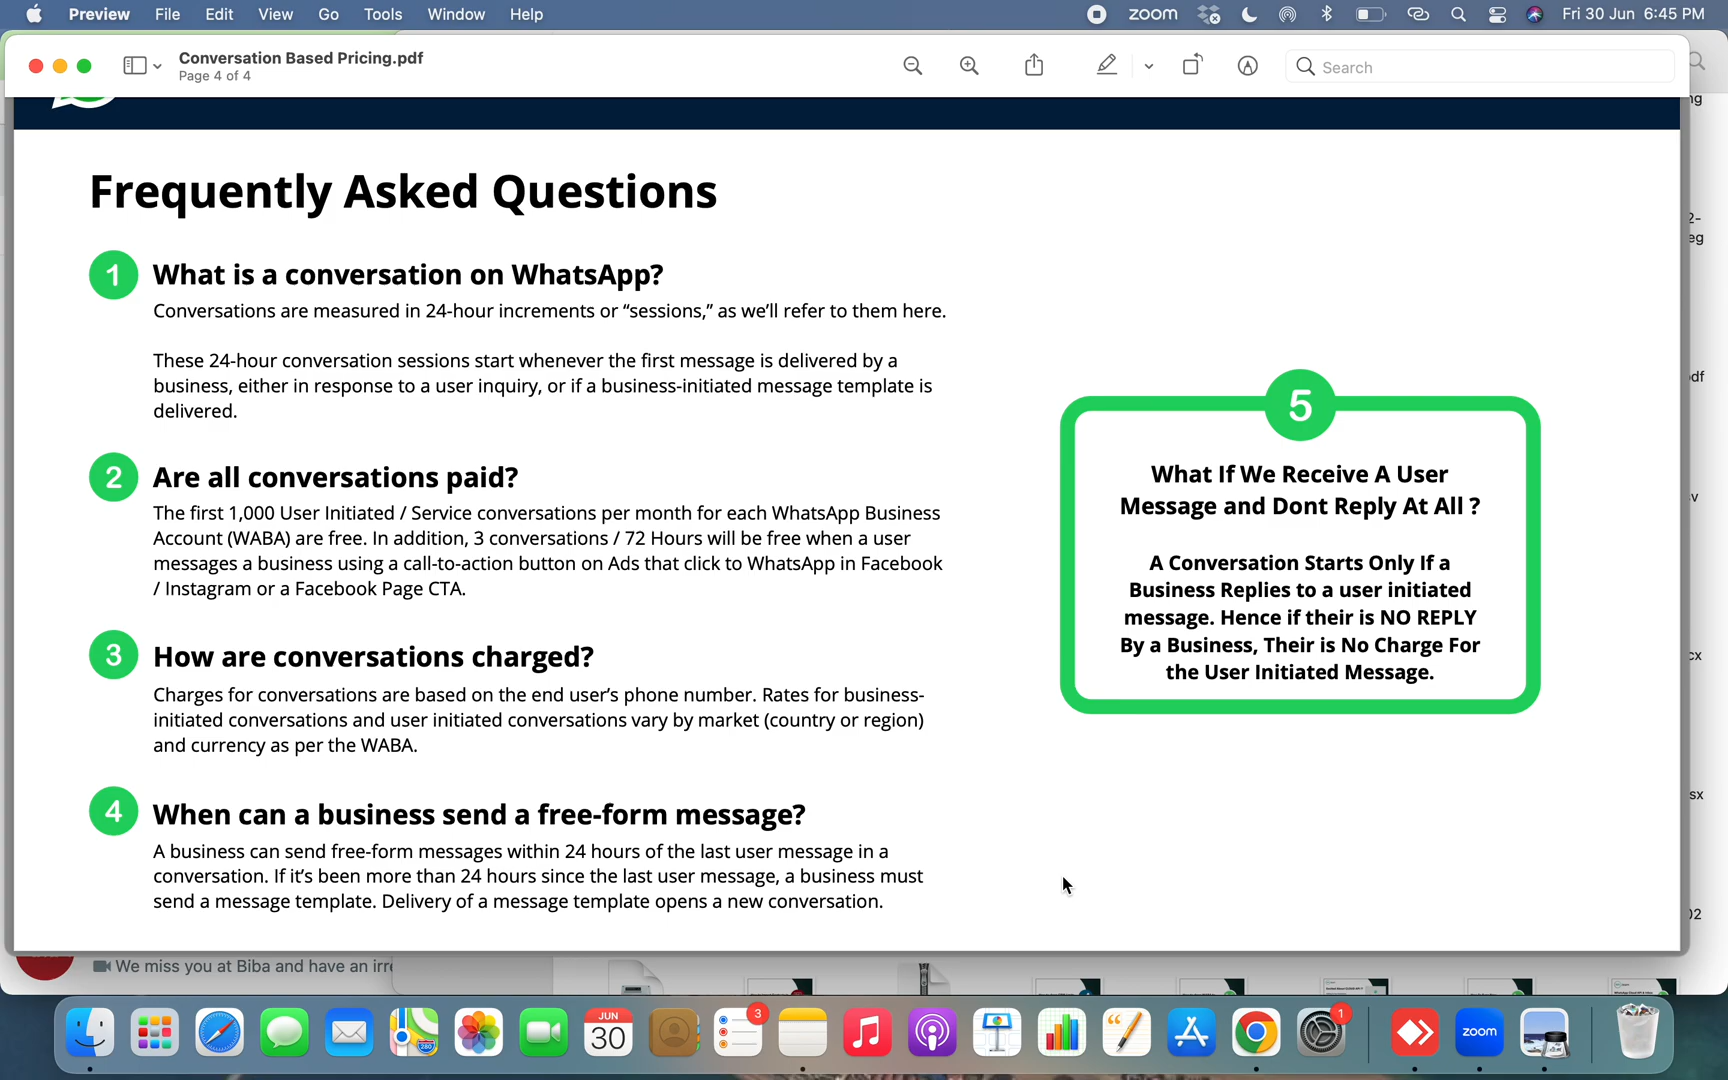 Preview File Edit View Go Tools Window Help
zoom
Fri 30 Jun 6:45 PM
Conversation Based Pricing.pdf
Page 4 of 4
Search
Frequently Asked Questions
1
What is a conversation on WhatsApp?
Conversations are measured in 24-hour increments or “sessions,” as we’ll refer to them here.
These 24-hour conversation sessions start whenever the first message is delivered by a
business, either in response to a user inquiry, or if a business-initiated message template is
delivered.
2
Are all conversations paid?
The first 1,000 User Initiated / Service conversations per month for each WhatsApp Business
Account (WABA) are free. In addition, 3 conversations / 72 Hours will be free when a user
messages a business using a call-to-action button on Ads that click to WhatsApp in Facebook
/ Instagram or a Facebook Page CTA.
3
How are conversations charged?
Charges for conversations are based on the end user’s phone number. Rates for business-
initiated conversations and user initiated conversations vary by market (country or region)
and currency as per the WABA.
4
When can a business send a free-form message?
A business can send free-form messages within 24 hours of the last user message in a
conversation. If it’s been more than 24 hours since the last user message, a business must
send a message template. Delivery of a message template opens a new conversation.
5
What If We Receive A User
Message and Dont Reply At All ?
A Conversation Starts Only If a
Business Replies to a user initiated
message. Hence if their is NO REPLY
By a Business, Their is No Charge For
the User Initiated Message.
We miss you at Biba and have an irre
JUN
30
3
280
1
zoom